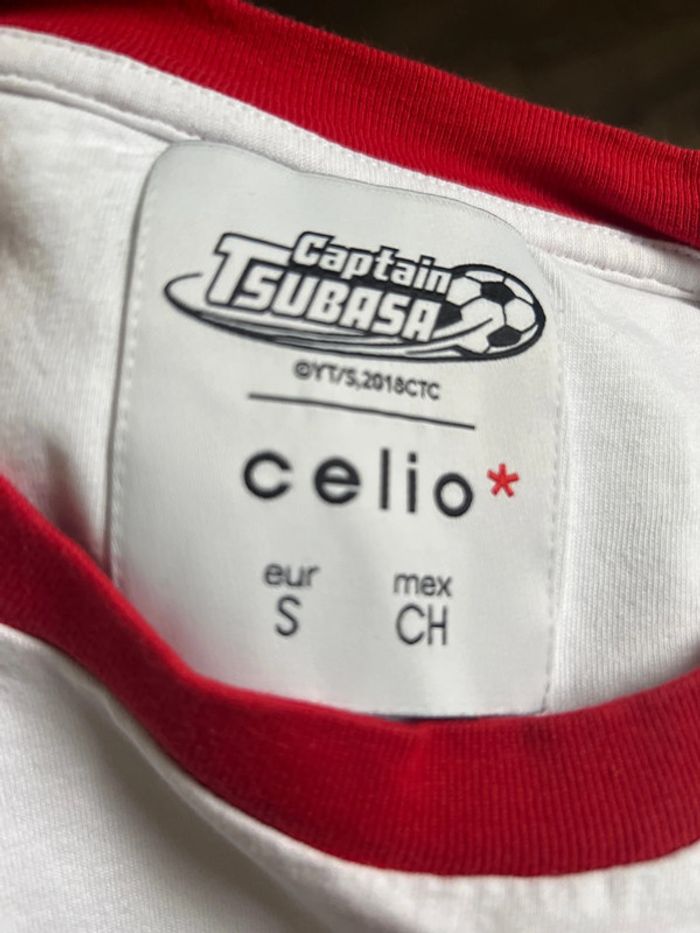 Captain
TSUBASA
©YT/S,2018CTC
celio*
eur mex
S CH